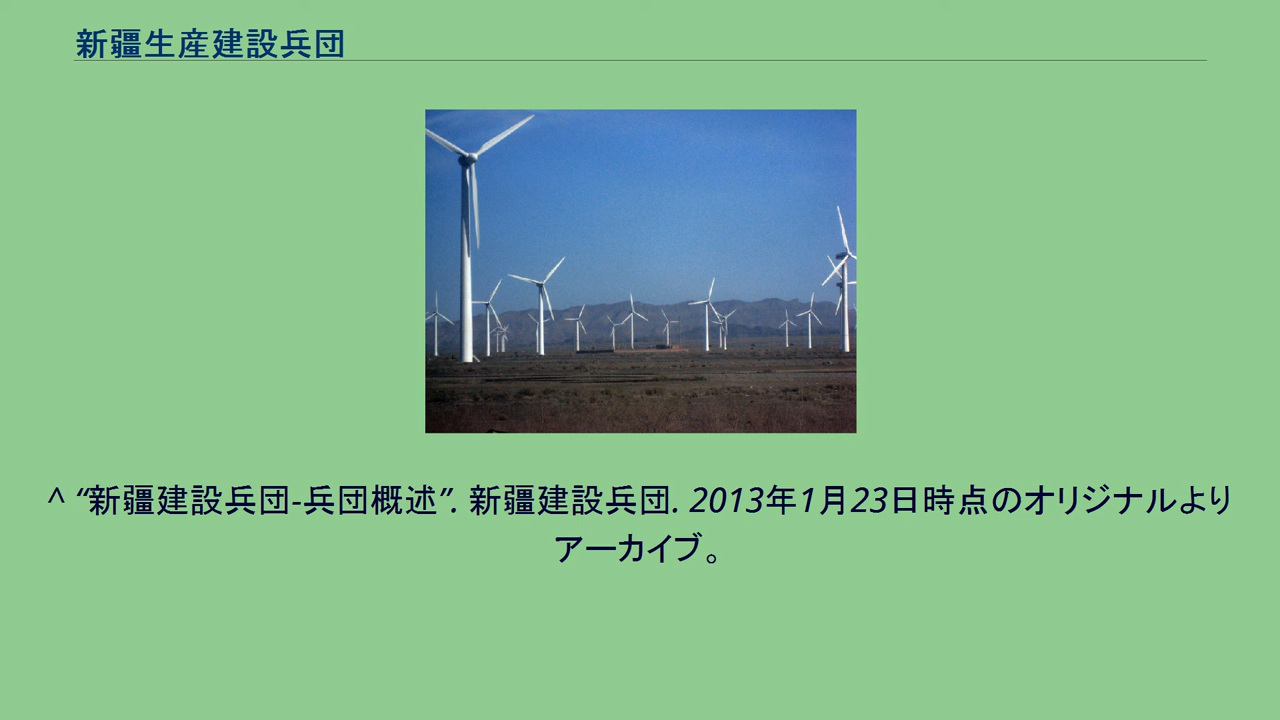 新疆生産建設兵団
^ “新疆建設兵団-兵団概述”. 新疆建設兵団. 2013年1月23日時点のオリジナルより
アーカイブ。